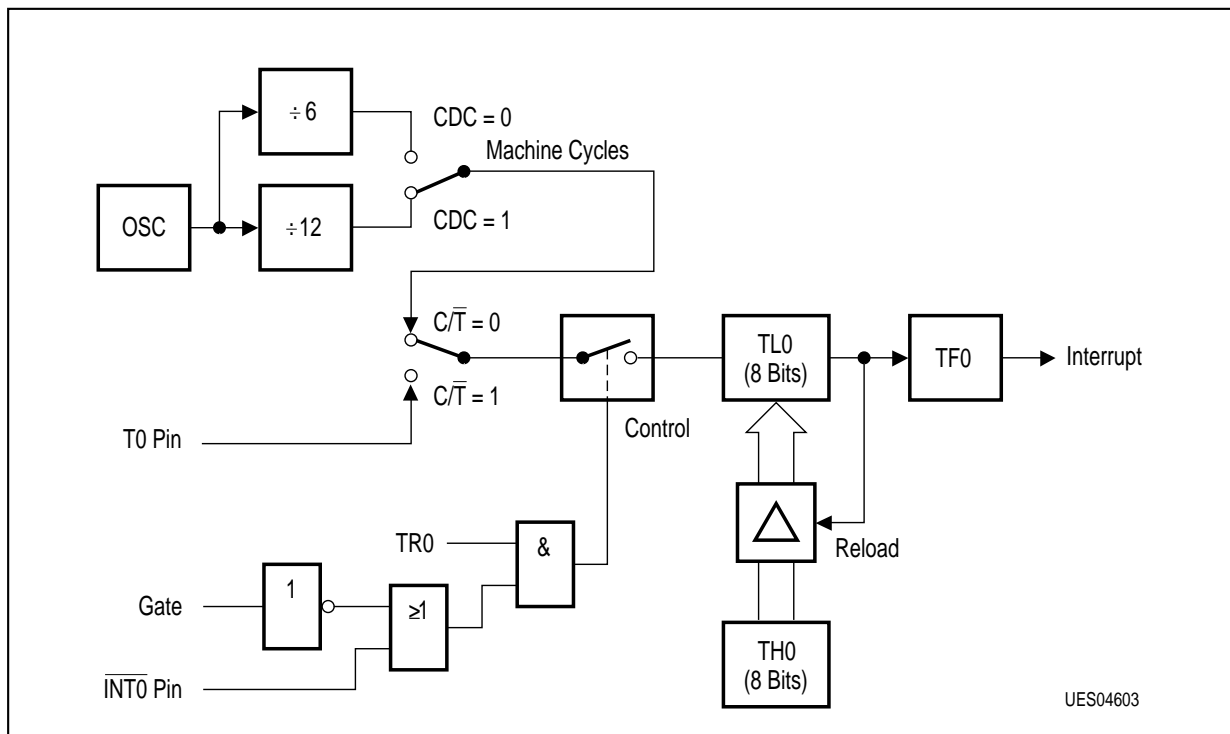 ÷ 6
CDC = 0
Machine Cycles
OSC
÷12
CDC = 1
C/T̅ = 0
TL0
(8 Bits)
TF0
Interrupt
C/T̅ = 1
Control
T0 Pin
TR0
&
Reload
Gate
1
≥1
TH0
(8 Bits)
I̅N̅T̅0̅ Pin
UES04603